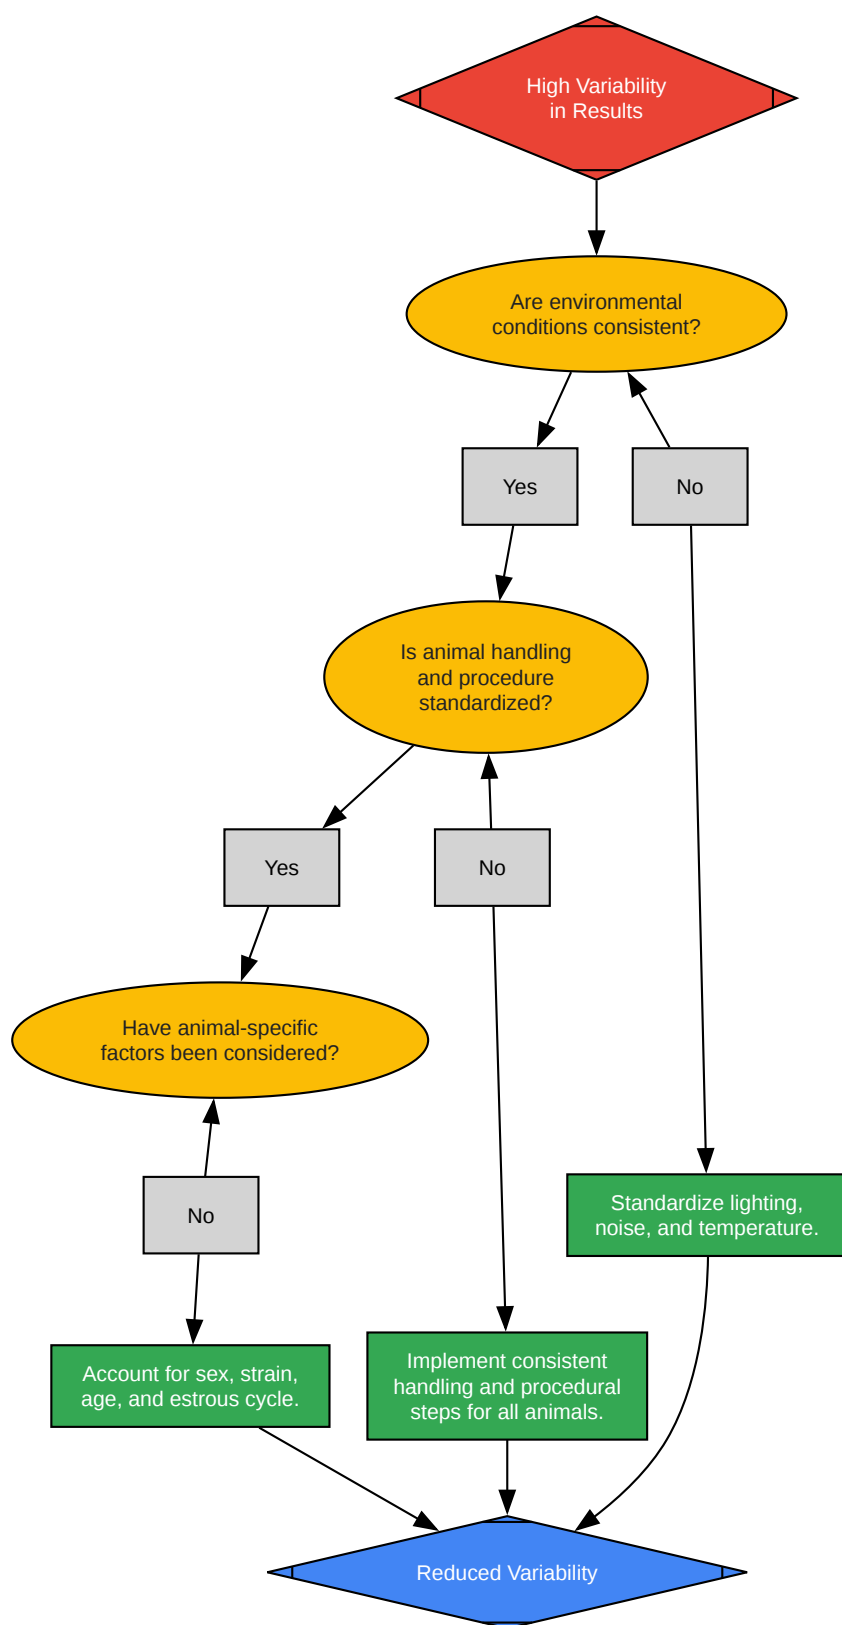 High Variability
in Results
Are environmental
conditions consistent?
Yes
No
Is animal handling
and procedure
standardized?
Yes
No
Have animal-specific
factors been considered?
No
Standardize lighting,
noise, and temperature.
Account for sex, strain,
age, and estrous cycle.
Implement consistent
handling and procedural
steps for all animals.
Reduced Variability